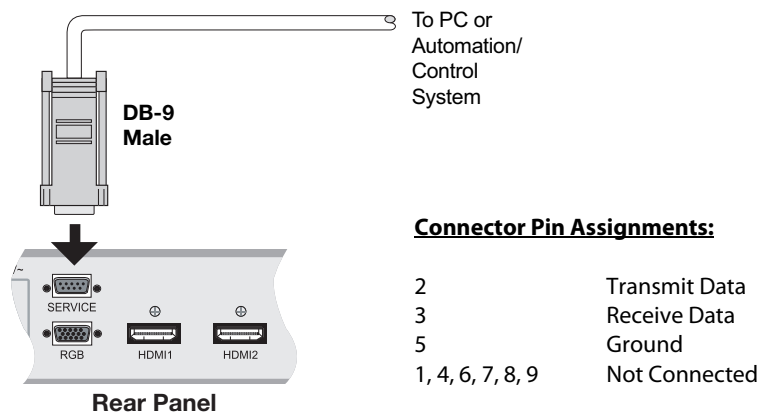 To PC or
Automation/
Control
System
DB-9
Male
Connector Pin Assignments:
2 Transmit Data
3 Receive Data
5 Ground
1, 4, 6, 7, 8, 9 Not Connected
/~
SERVICE
RGB HDMI1 HDMI2
Rear Panel